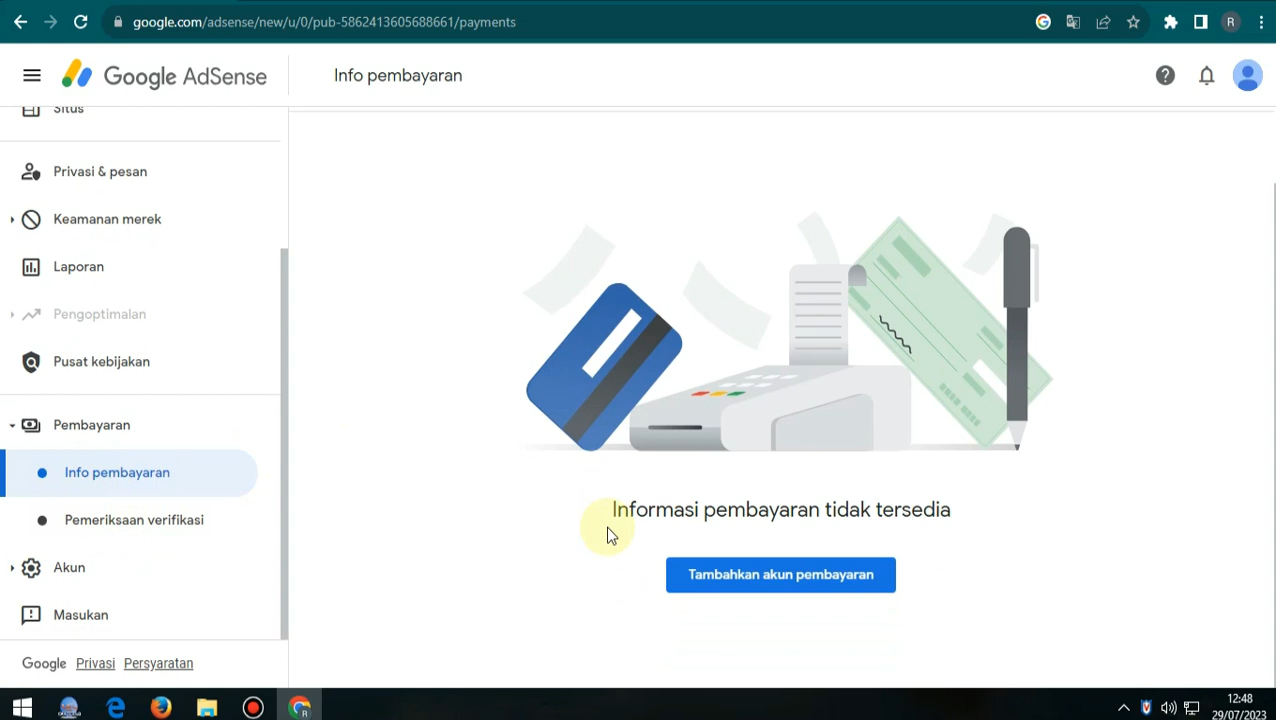 google.com/adsense/new/u/0/pub-5862413605688661/payments
R
Google AdSense
Info pembayaran
Situs
Privasi & pesan
Keamanan merek
Laporan
Pengoptimalan
Pusat kebijakan
Pembayaran
Info pembayaran
Pemeriksaan verifikasi
Akun
Masukan
Google Privasi Persyaratan
Informasi pembayaran tidak tersedia
Tambahkan akun pembayaran
12:48
29/07/2023